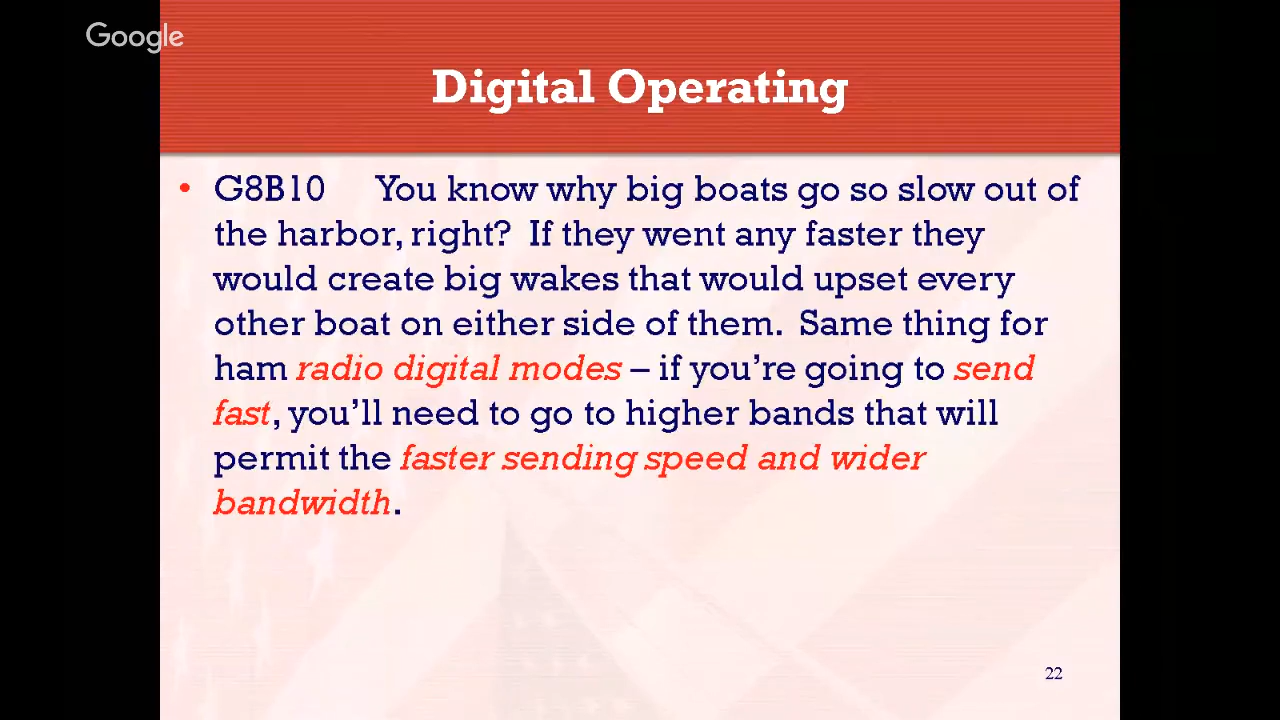 Google
Digital Operating
• G8B10 You know why big boats go so slow out of
the harbor, right? If they went any faster they
would create big wakes that would upset every
other boat on either side of them. Same thing for
ham radio digital modes – if you’re going to send
fast, you’ll need to go to higher bands that will
permit the faster sending speed and wider
bandwidth.
22